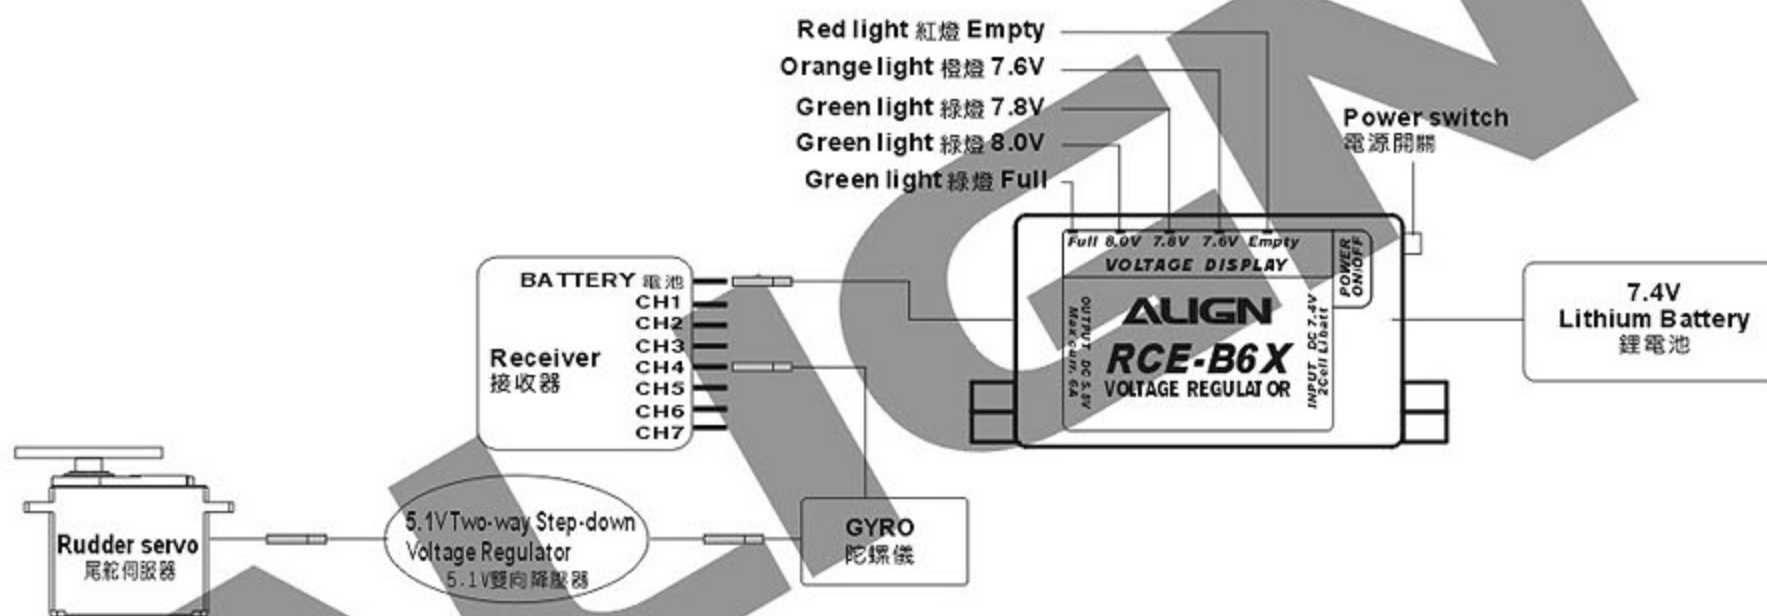 Red light 紅燈 Empty
Orange light 橙燈 7.6V
Green light 綠燈 7.8V
Green light 綠燈 8.0V
Green light 綠燈 Full
Power switch
電源開關
Full 8.0V 7.8V 7.6V Empty
VOLTAGE DISPLAY
POWER
ON/OFF
ALIGN
RCE-B6X
VOLTAGE REGULATOR
OUTPUT DC 5.8V
Max curr. 6A
INPUT DC 7.4V
2Cell Libatt
7.4V
Lithium Battery
鋰電池
BATTERY 電池
CH1
CH2
CH3
CH4
CH5
CH6
CH7
Receiver
接收器
Rudder servo
尾舵伺服器
5.1V Two-way Step-down
Voltage Regulator
5.1V雙向降壓器
GYRO
陀螺儀
ALIGN